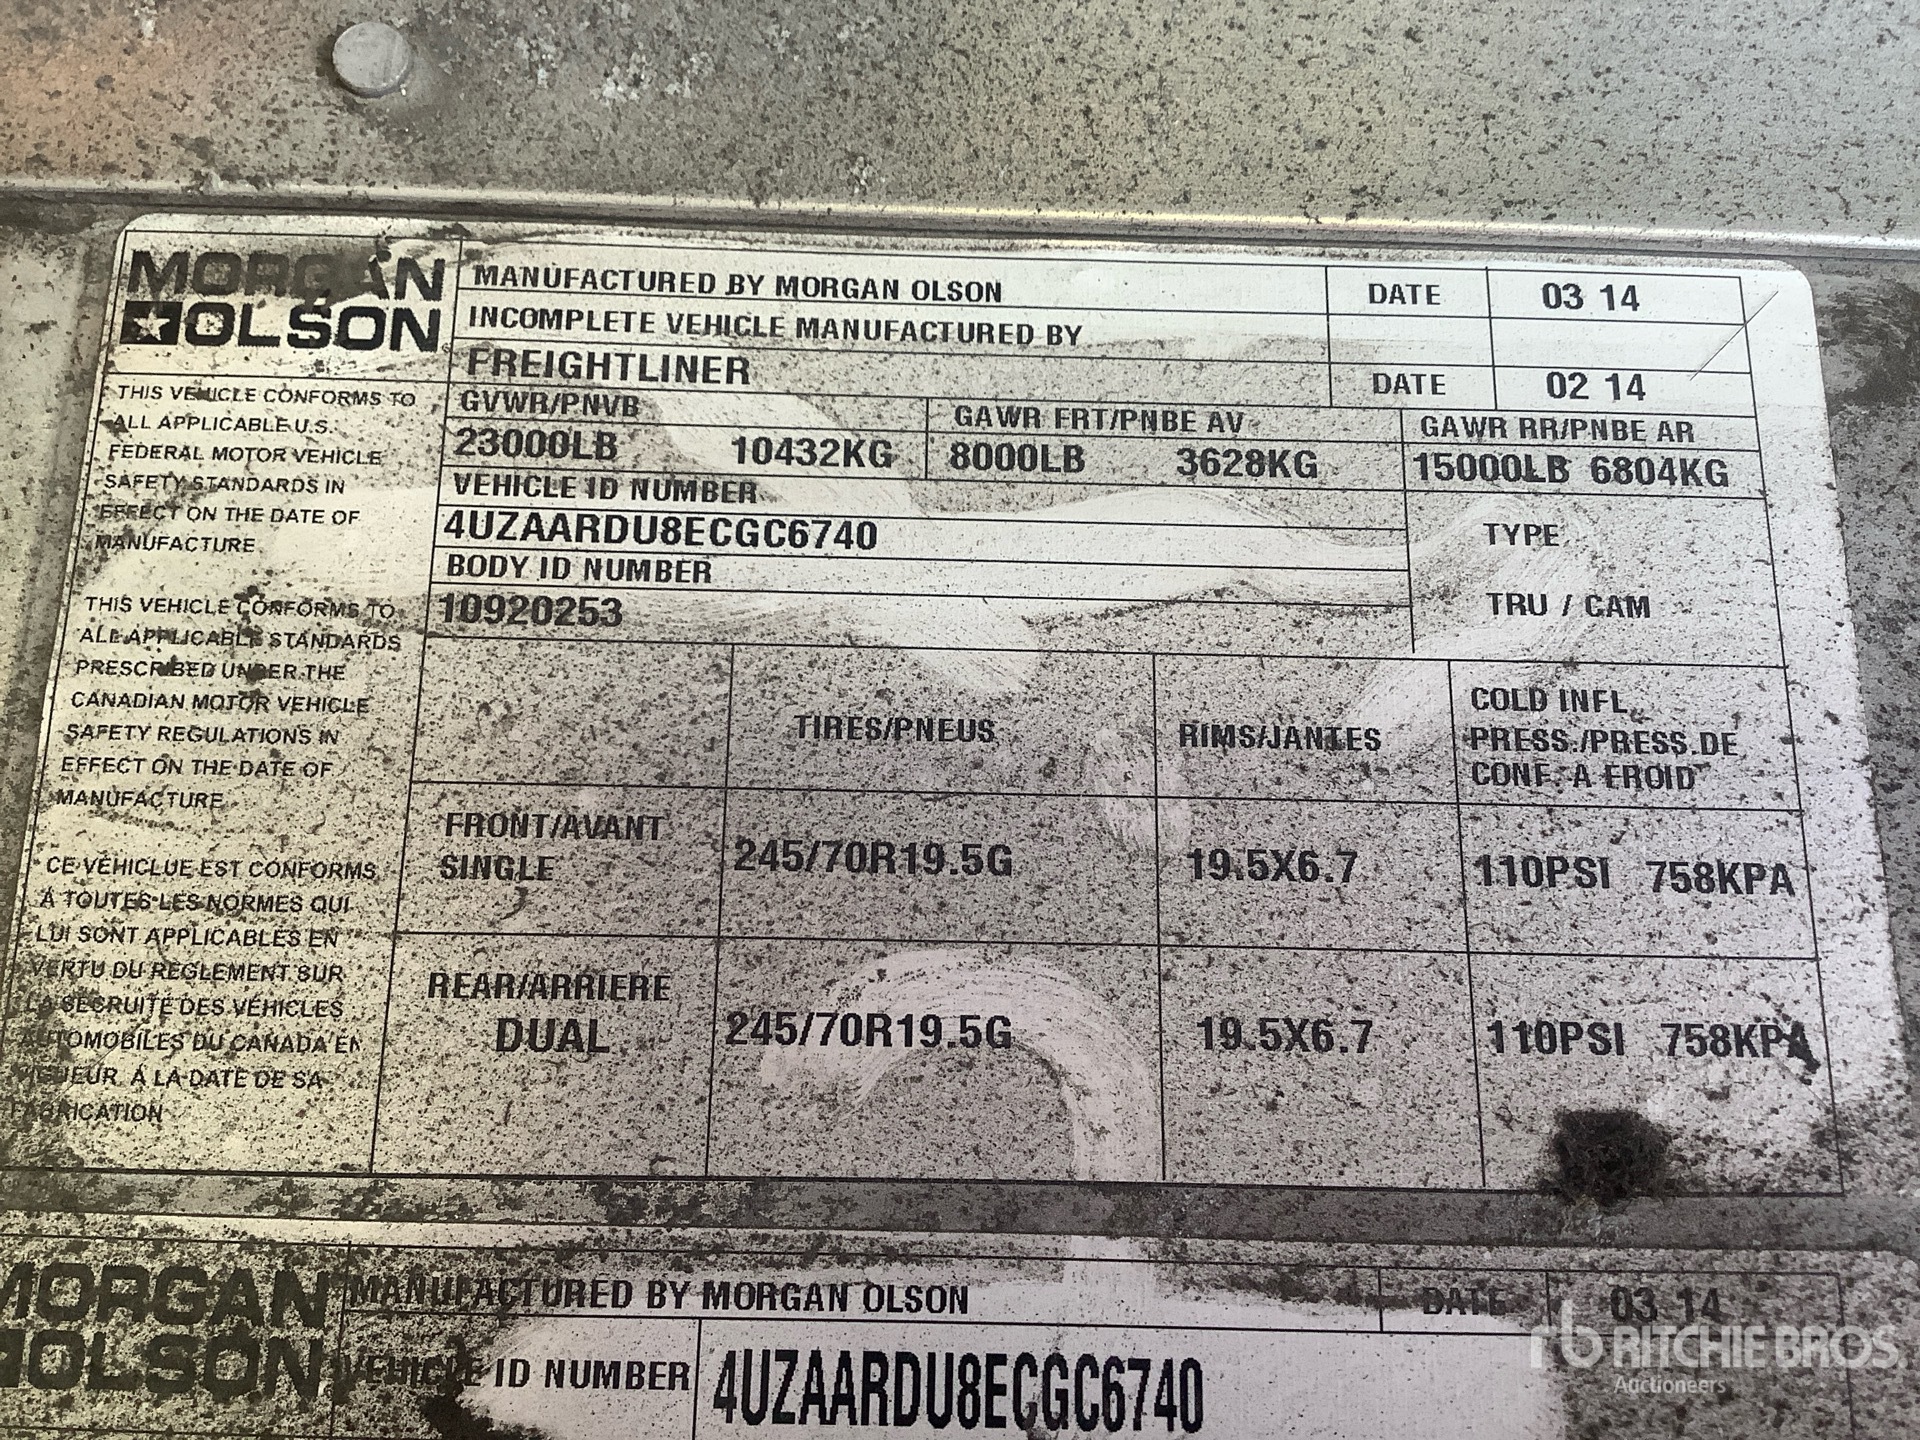 MORGAN
OLSON
MANUFACTURED BY MORGAN OLSON DATE 03 14
INCOMPLETE VEHICLE MANUFACTURED BY
FREIGHTLINER DATE 02 14
GVWR/PNVB GAWR FRT/PNBE AV GAWR RR/PNBE AR
23000LB 10432KG 8000LB 3628KG 15000LB 6804KG
VEHICLE ID NUMBER
4UZAARDU8ECGC6740
TYPE
BODY ID NUMBER
10920253
TRU / CAM
THIS VEHICLE CONFORMS TO
ALL APPLICABLE U.S.
FEDERAL MOTOR VEHICLE
SAFETY STANDARDS IN
EFFECT ON THE DATE OF
MANUFACTURE
THIS VEHICLE CONFORMS TO
ALL APPLICABLE STANDARDS
PRESCRIBED UNDER THE
CANADIAN MOTOR VEHICLE
SAFETY REGULATIONS IN
EFFECT ON THE DATE OF
MANUFACTURE
CE VÉHICLUE EST CONFORMS
À TOUTES LES NORMES QUI
LUI SONT APPLICABLES EN
VERTU DU RÈGLEMENT SUR
LA SÉCRUITÉ DES VÉHICLES
AUTOMOBILES DU CANADA EN
VIGUEUR À LA DATE DE SA
FABRICATION
TIRES/PNEUS RIMS/JANTES
COLD INFL.
PRESS./PRESS.DE
CONF. A FROID
FRONT/AVANT
SINGLE 245/70R19.5G 19.5X6.7 110PSI 758KPA
REAR/ARRIERE
DUAL 245/70R19.5G 19.5X6.7 110PSI 758KPA
MORGAN
OLSON
MANUFACTURED BY MORGAN OLSON DATE 03 14
VEHICLE ID NUMBER 4UZAARDU8ECGC6740
rb RITCHIE BROS.
Auctioneers